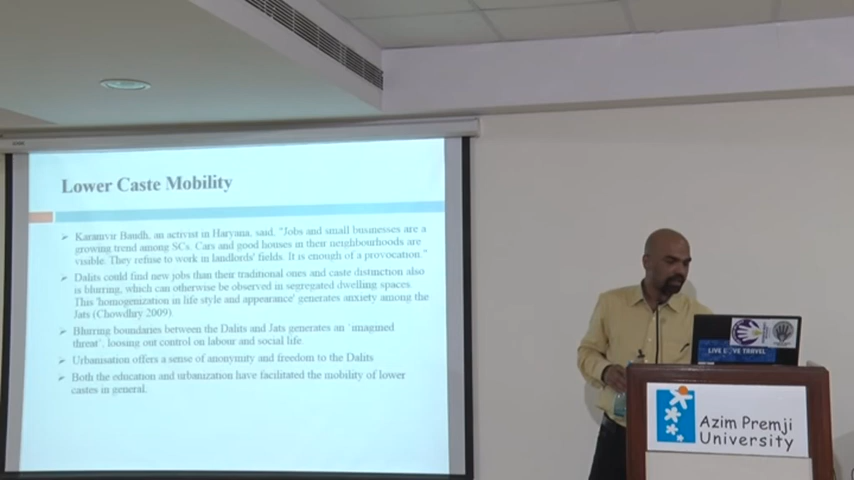 Lower Caste Mobility
Karamvir Baudh, an activist in Haryana, said, "Jobs and small businesses are a
growing trend among SCs. Cars and good houses in their neighbourhoods are
visible. They refuse to work in landlords' fields. It is enough of a provocation."
Dalits could find new jobs than their traditional ones and caste distinction also
is blurring, which can otherwise be observed in segregated dwelling spaces.
This 'homogenization in life style and appearance' generates anxiety among the
Jats (Chowdhry 2009).
Blurring boundaries between the Dalits and Jats generates an 'imagined
threat', loosing out control on labour and social life.
Urbanisation offers a sense of anonymity and freedom to the Dalits
Both the education and urbanization have facilitated the mobility of lower
castes in general.
LIVE LOVE TRAVEL
Azim Premji
University